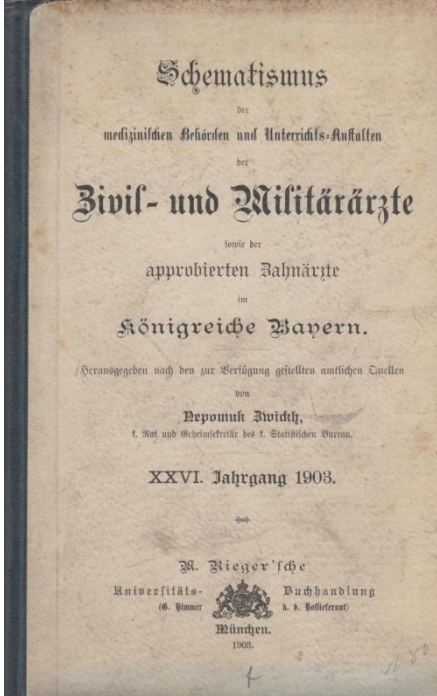 Schematismus
der
medizinischen Behörden und Unterrichts-Anstalten
der
Zivil- und Militärärzte
sowie der
approbierten Zahnärzte
im
Königreiche Bayern.
Herausgegeben nach den zur Verfügung gestellten amtlichen Quellen
von
Nepomuk Zwickh,
k. Rat und Geheimsekretär des k. Statistischen Bureau.
XXVI. Jahrgang 1903.
M. Rieger'sche
Universitäts- Buchhandlung
(G. Himmer k. b. Hoflieferant)
München.
1903.